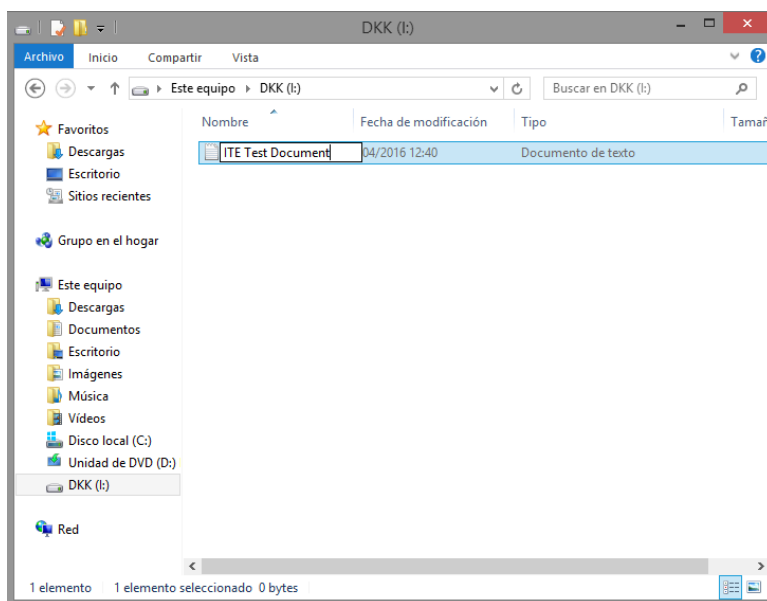 DKK (I:)
Archivo Inicio Compartir Vista
Este equipo DKK (I:) Buscar en DKK (I:)
Nombre Fecha de modificación Tipo Tamañ
ITE Test Document 04/2016 12:40 Documento de texto
Favoritos
Descargas
Escritorio
Sitios recientes
Grupo en el hogar
Este equipo
Descargas
Documentos
Escritorio
Imágenes
Música
Vídeos
Disco local (C:)
Unidad de DVD (D:)
DKK (I:)
Red
1 elemento 1 elemento seleccionado 0 bytes